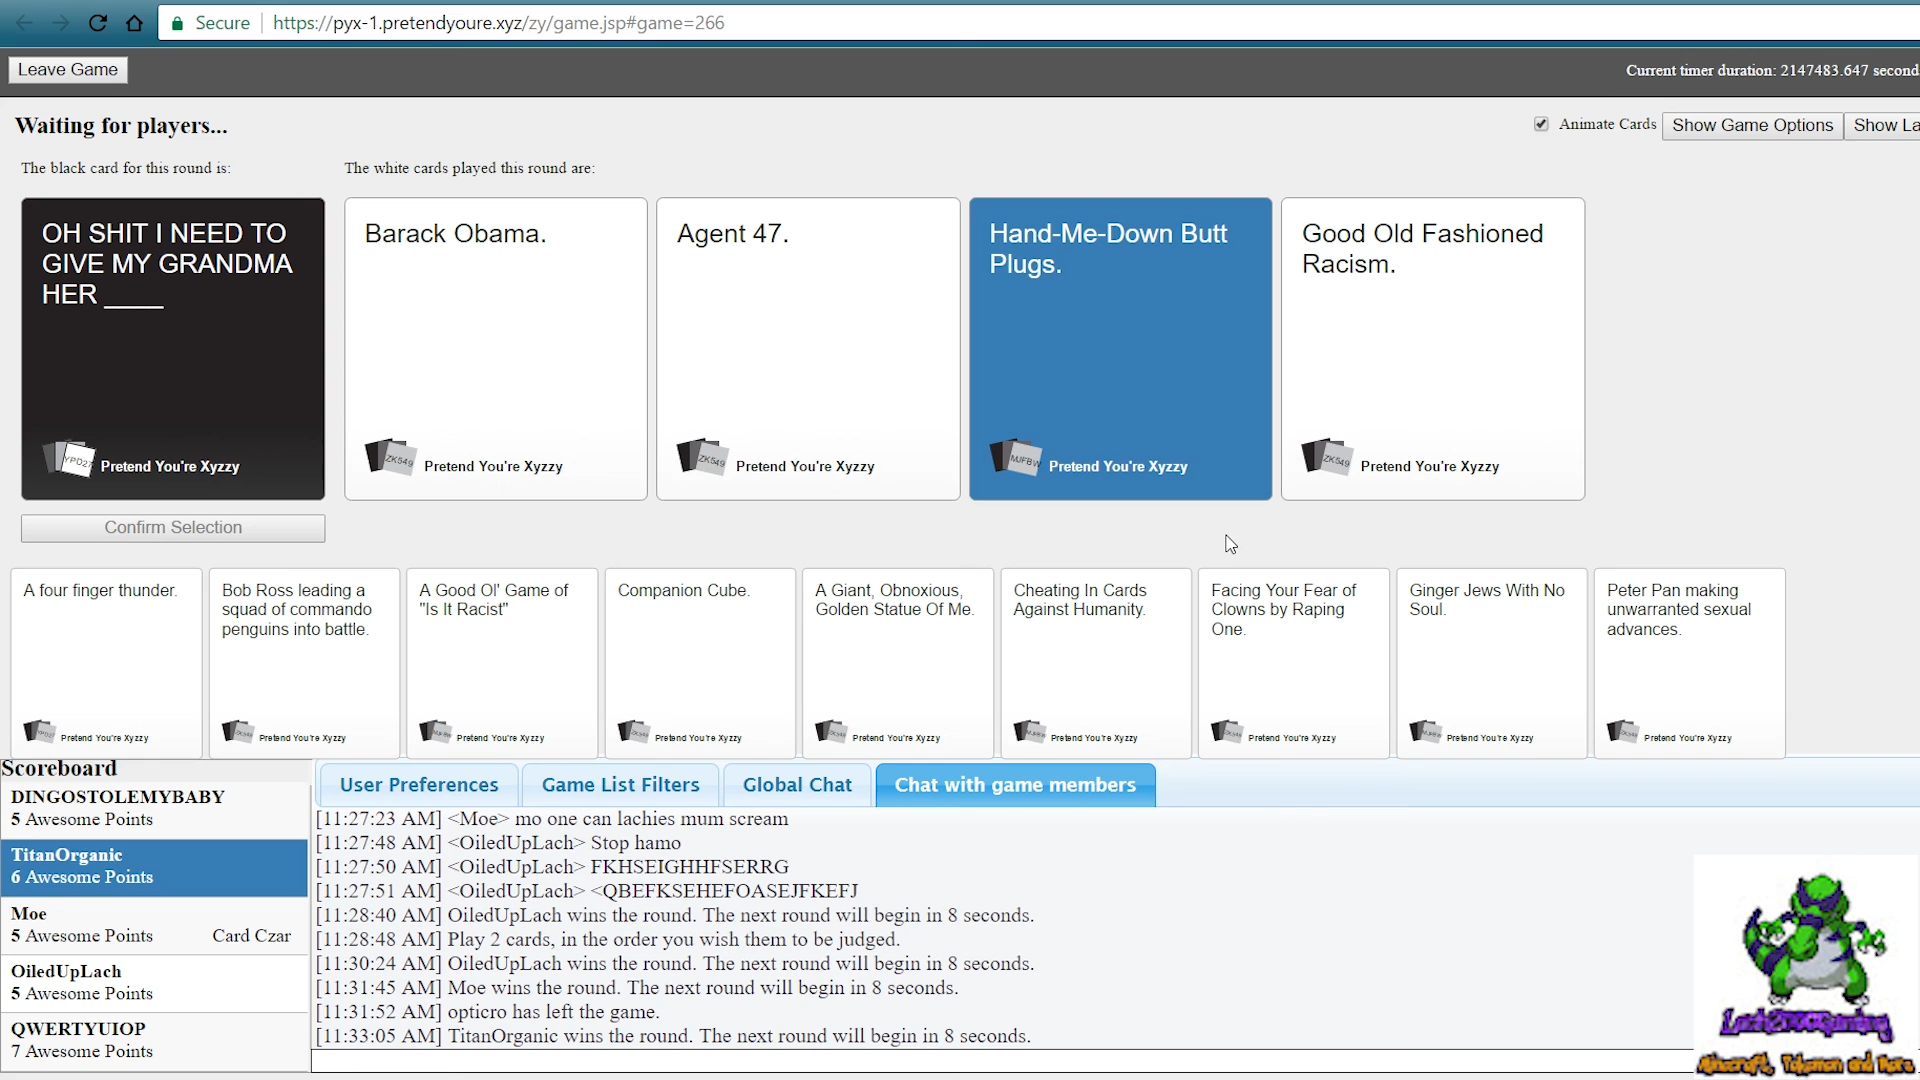 Secure https://pyx-1.pretendyoure.xyz/zy/game.jsp#game=266
Leave Game
Current timer duration: 2147483.647 second
Waiting for players...
Animate Cards
Show Game Options
Show La
The black card for this round is:
The white cards played this round are:
OH SHIT I NEED TO
GIVE MY GRANDMA
HER ____
YPD27
Pretend You're Xyzzy
Barack Obama.
ZK549
Pretend You're Xyzzy
Agent 47.
ZK549
Pretend You're Xyzzy
Hand-Me-Down Butt
Plugs.
MJFBW
Pretend You're Xyzzy
Good Old Fashioned
Racism.
ZK549
Pretend You're Xyzzy
Confirm Selection
A four finger thunder.
Pretend You're Xyzzy
Bob Ross leading a
squad of commando
penguins into battle.
Pretend You're Xyzzy
A Good Ol' Game of
"Is It Racist"
Pretend You're Xyzzy
Companion Cube.
Pretend You're Xyzzy
A Giant, Obnoxious,
Golden Statue Of Me.
Pretend You're Xyzzy
Cheating In Cards
Against Humanity.
Pretend You're Xyzzy
Facing Your Fear of
Clowns by Raping
One.
Pretend You're Xyzzy
Ginger Jews With No
Soul.
Pretend You're Xyzzy
Peter Pan making
unwarranted sexual
advances.
Pretend You're Xyzzy
Scoreboard
DINGOSTOLEMYBABY
5 Awesome Points
TitanOrganic
6 Awesome Points
Moe
5 Awesome Points Card Czar
OiledUpLach
5 Awesome Points
QWERTYUIOP
7 Awesome Points
User Preferences
Game List Filters
Global Chat
Chat with game members
[11:27:23 AM] <Moe> mo one can lachies mum scream
[11:27:48 AM] <OiledUpLach> Stop hamo
[11:27:50 AM] <OiledUpLach> FKHSEIGHHFSERRG
[11:27:51 AM] <OiledUpLach> <QBEFKSEHEFOASEJFKEFJ
[11:28:40 AM] OiledUpLach wins the round. The next round will begin in 8 seconds.
[11:28:48 AM] Play 2 cards, in the order you wish them to be judged.
[11:30:24 AM] OiledUpLach wins the round. The next round will begin in 8 seconds.
[11:31:45 AM] Moe wins the round. The next round will begin in 8 seconds.
[11:31:52 AM] opticro has left the game.
[11:33:05 AM] TitanOrganic wins the round. The next round will begin in 8 seconds.
Minecraft, Pokemon and More